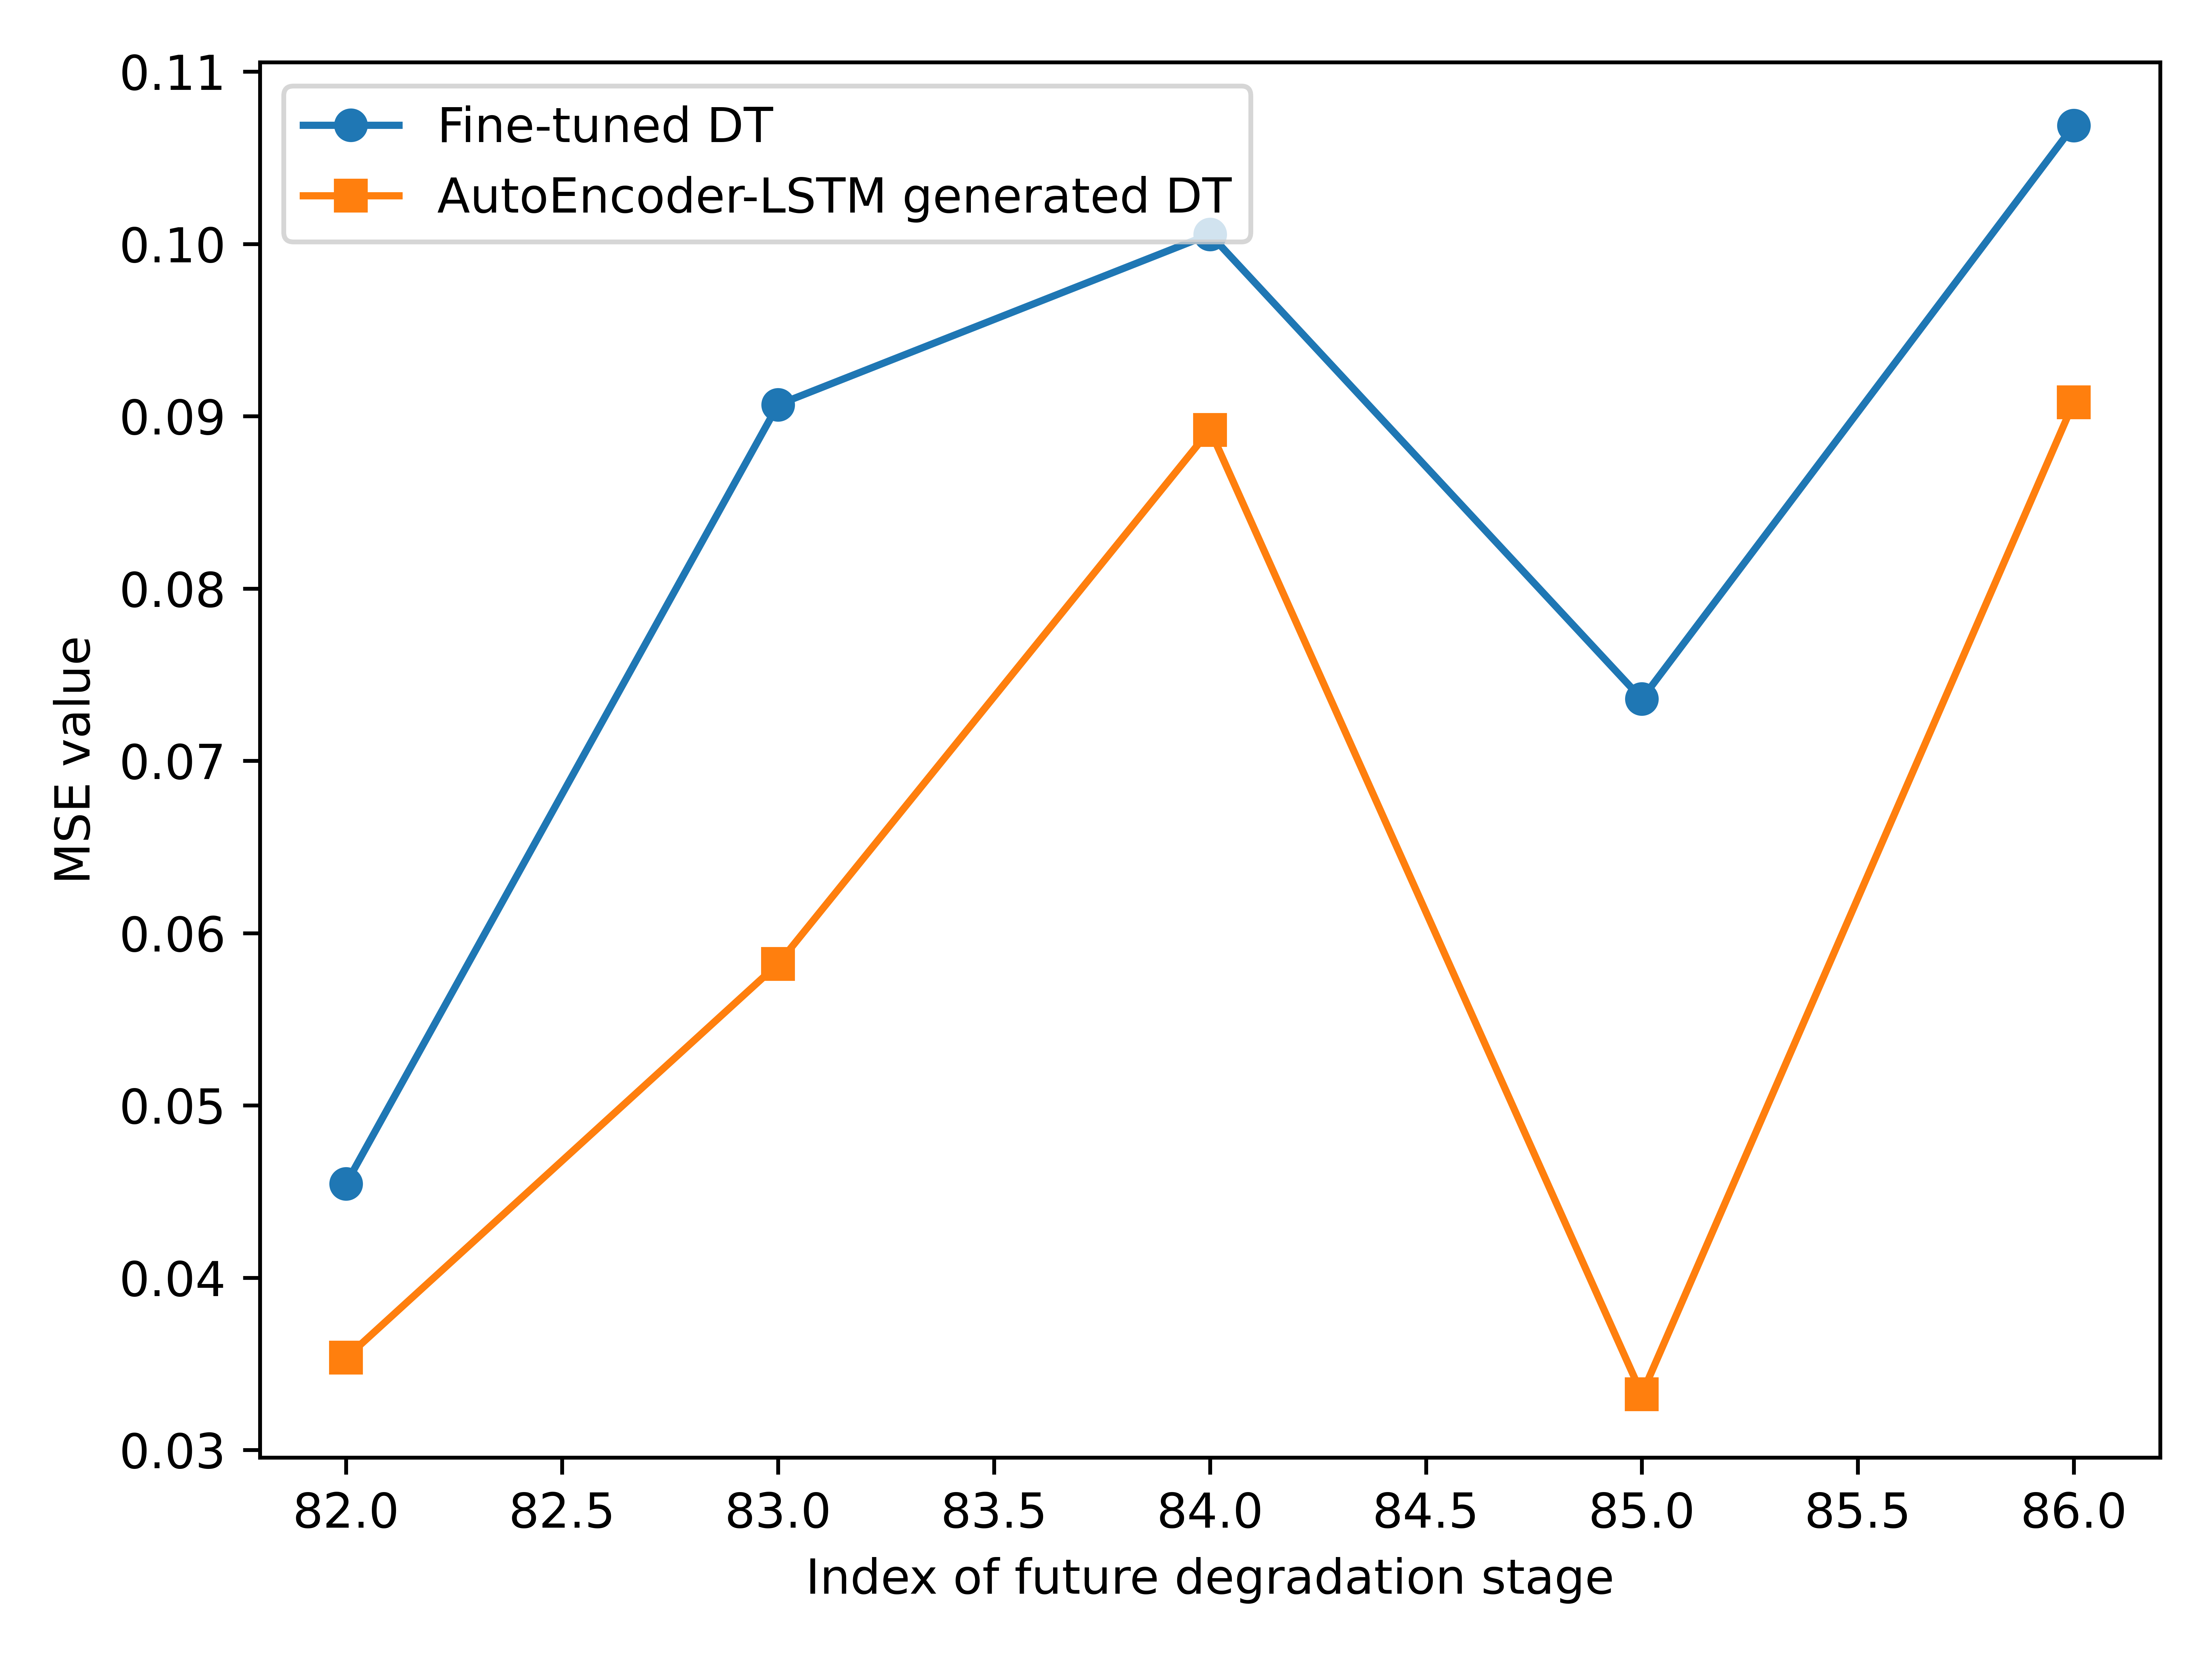 Fine-tuned DT
AutoEncoder-LSTM generated DT
0.11
0.10
0.09
0.08
0.07
0.06
0.05
0.04
0.03
MSE value
82.0 82.5 83.0 83.5 84.0 84.5 85.0 85.5 86.0
Index of future degradation stage